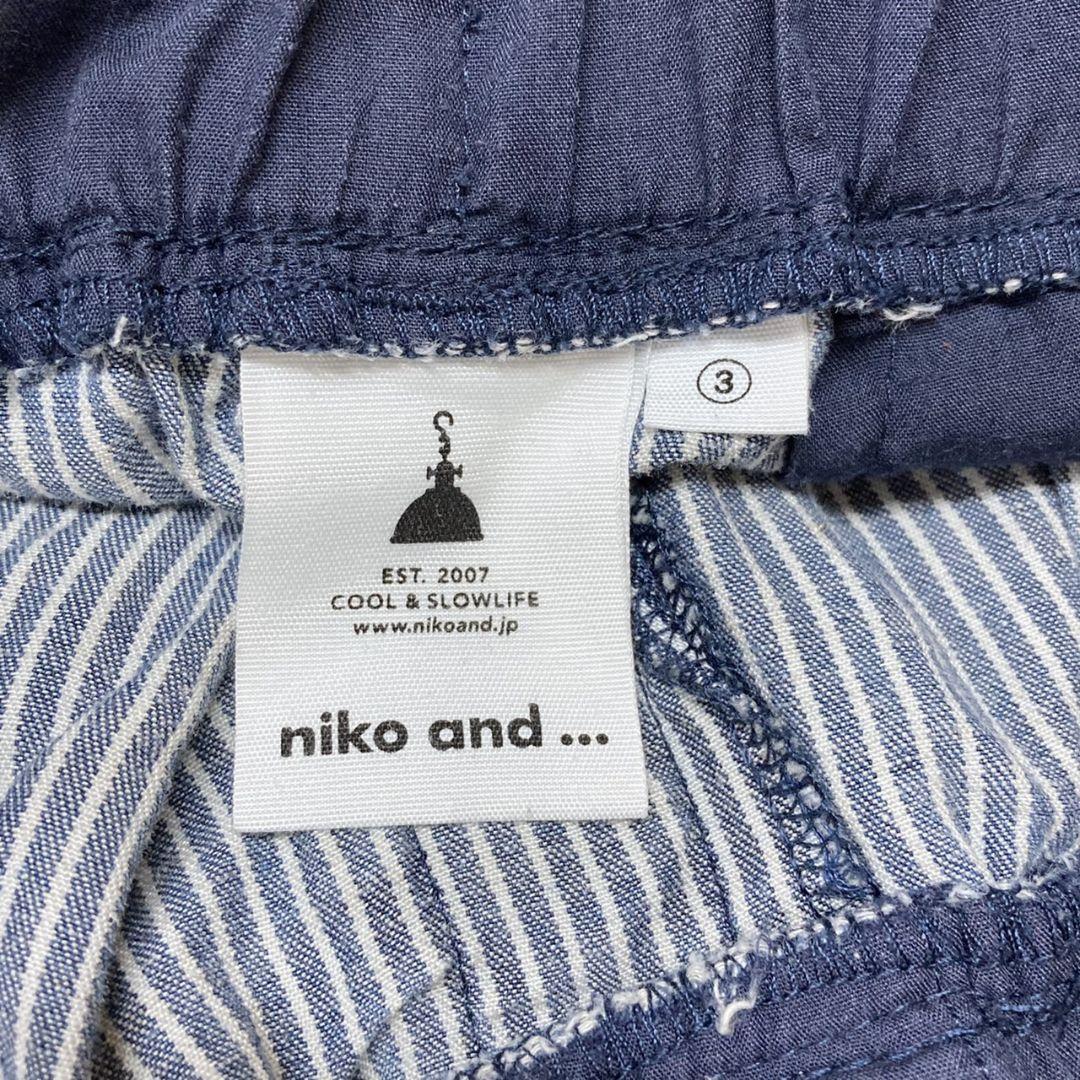 ③
EST. 2007
COOL & SLOWLIFE
www.nikoand.jp
niko and ...